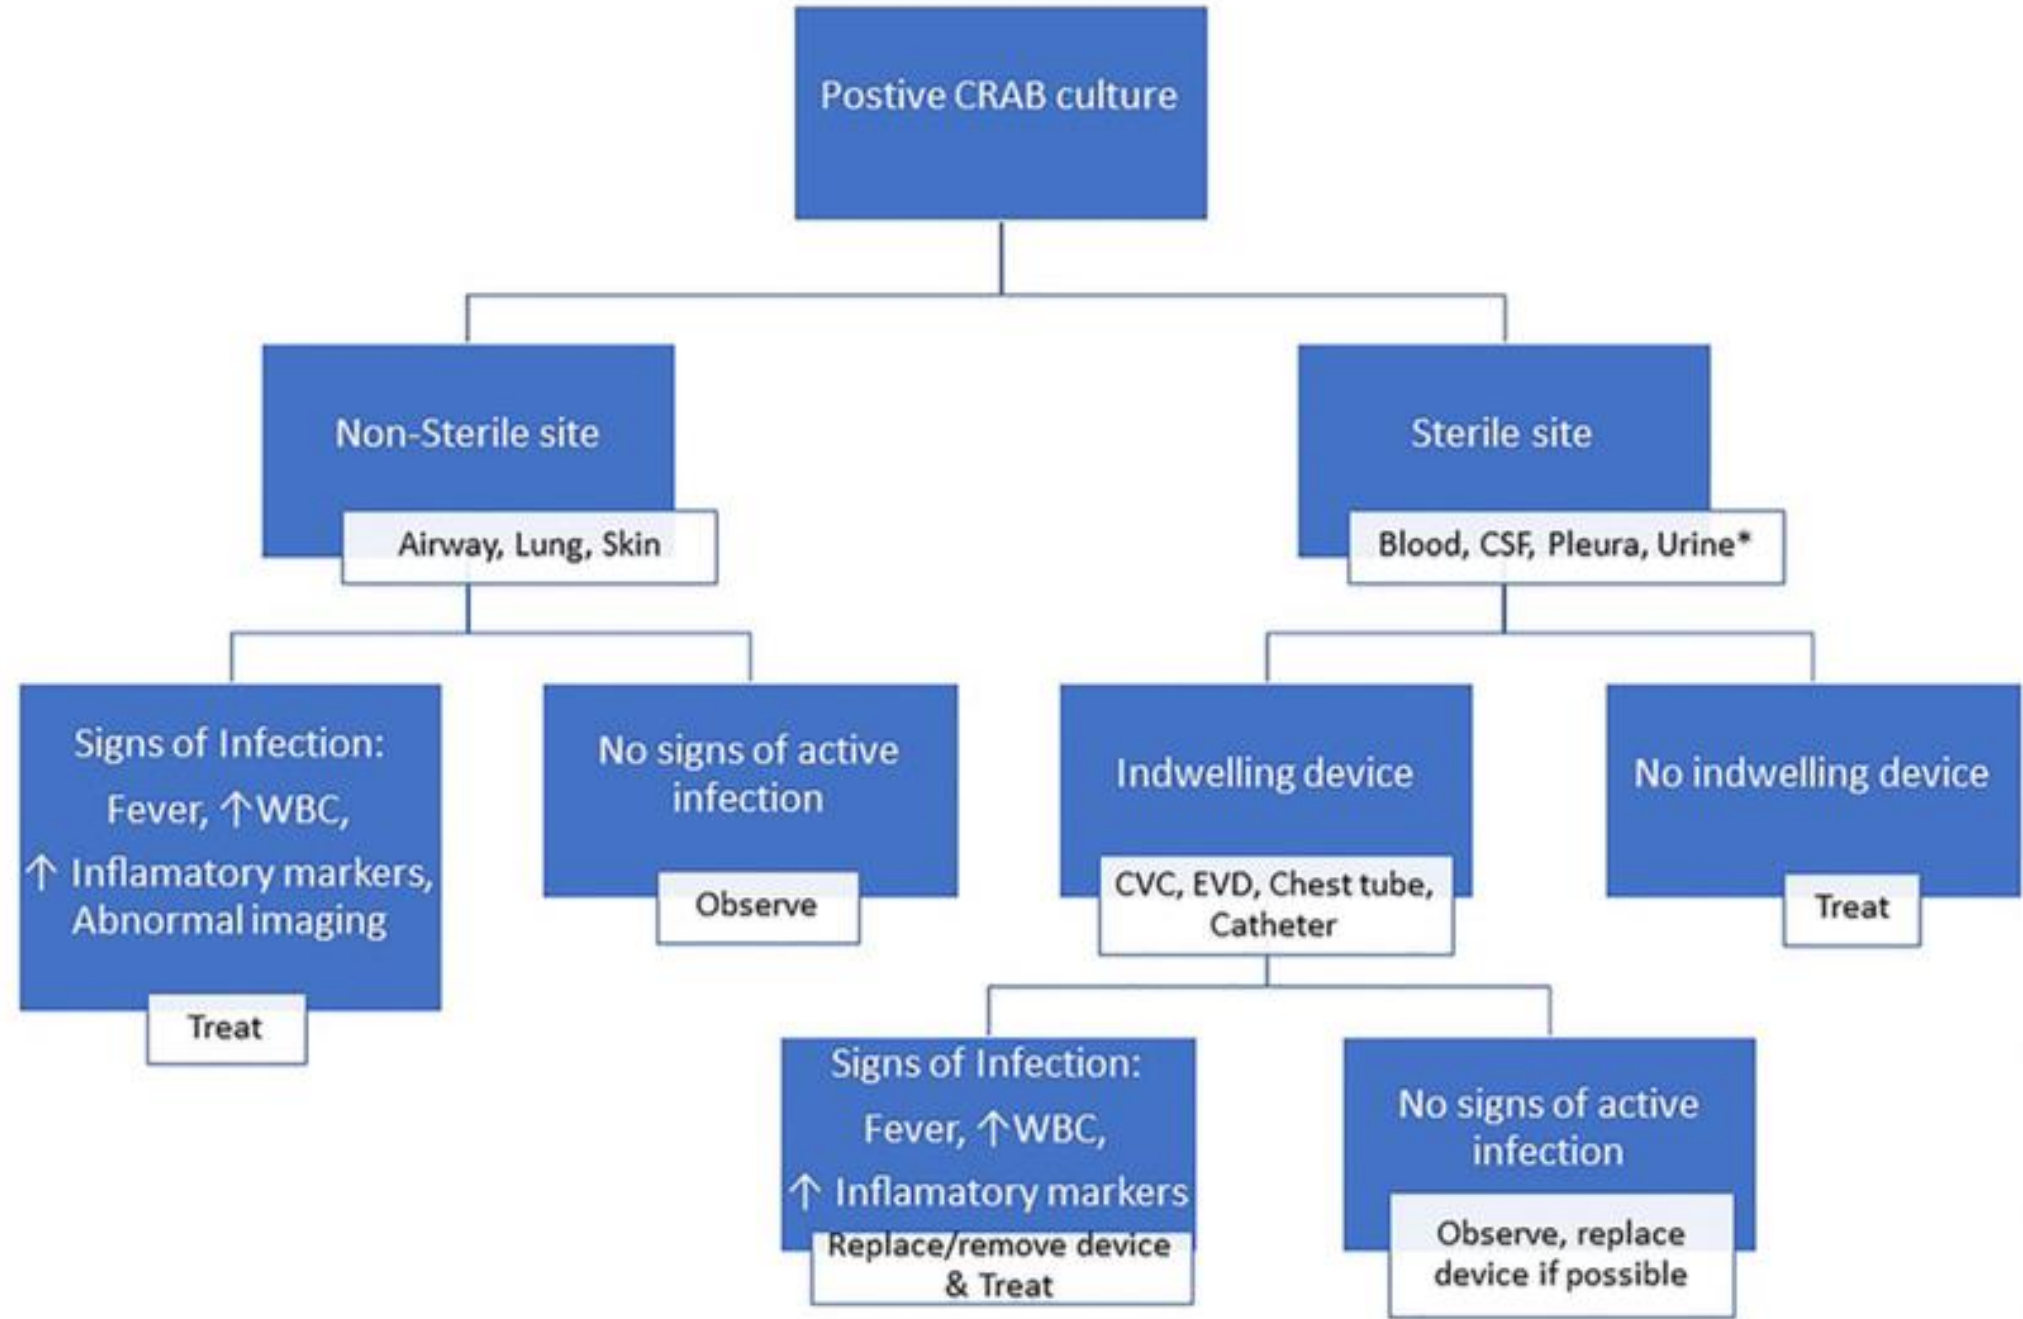 Postive CRAB culture
Non-Sterile site
Airway, Lung, Skin
Sterile site
Blood, CSF, Pleura, Urine*
Signs of Infection:
Fever, ↑WBC,
↑ Inflamatory markers,
Abnormal imaging
Treat
No signs of active
infection
Observe
Indwelling device
CVC, EVD, Chest tube,
Catheter
No indwelling device
Treat
Signs of Infection:
Fever, ↑WBC,
↑ Inflamatory markers
Replace/remove device
& Treat
No signs of active
infection
Observe, replace
device if possible